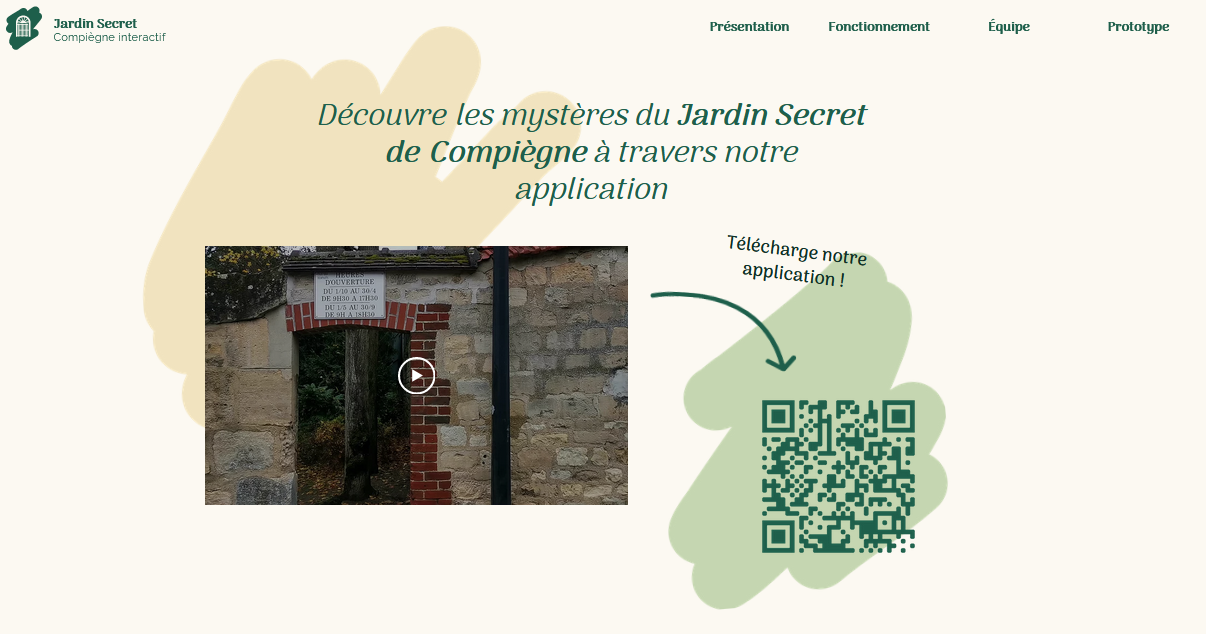 Jardin Secret
Compiègne interactif
Présentation
Fonctionnement
Équipe
Prototype
Découvre les mystères du Jardin Secret
de Compiègne à travers notre
application
HEURES
D'OUVERTURE
DU 1/10 AU 30/4
DE 9H30 A 17H30
DU 1/5 AU 30/9
DE 9H A 18H30
Télécharge notre
application !